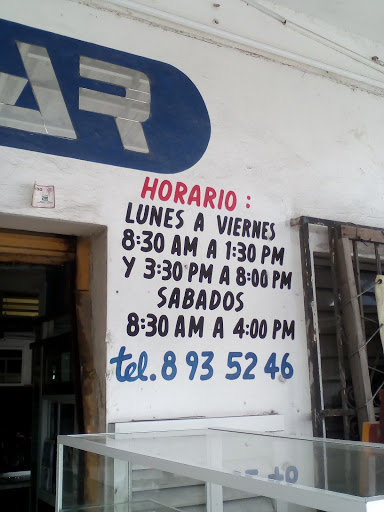 AR
HORARIO :
LUNES A VIERNES
8:30 AM A 1:30 PM
Y 3:30 PM A 8:00 PM
SABADOS
8:30 AM A 4:00 PM
tel. 8 93 52 46